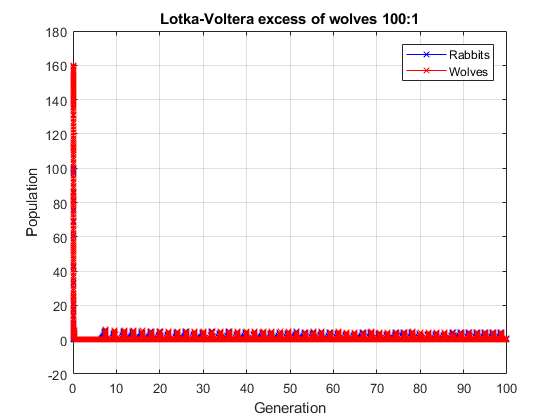 Lotka-Voltera excess of wolves 100:1
180
160
140
120
100
80
60
40
20
0
-20
Population
Rabbits
Wolves
0 10 20 30 40 50 60 70 80 90 100
Generation